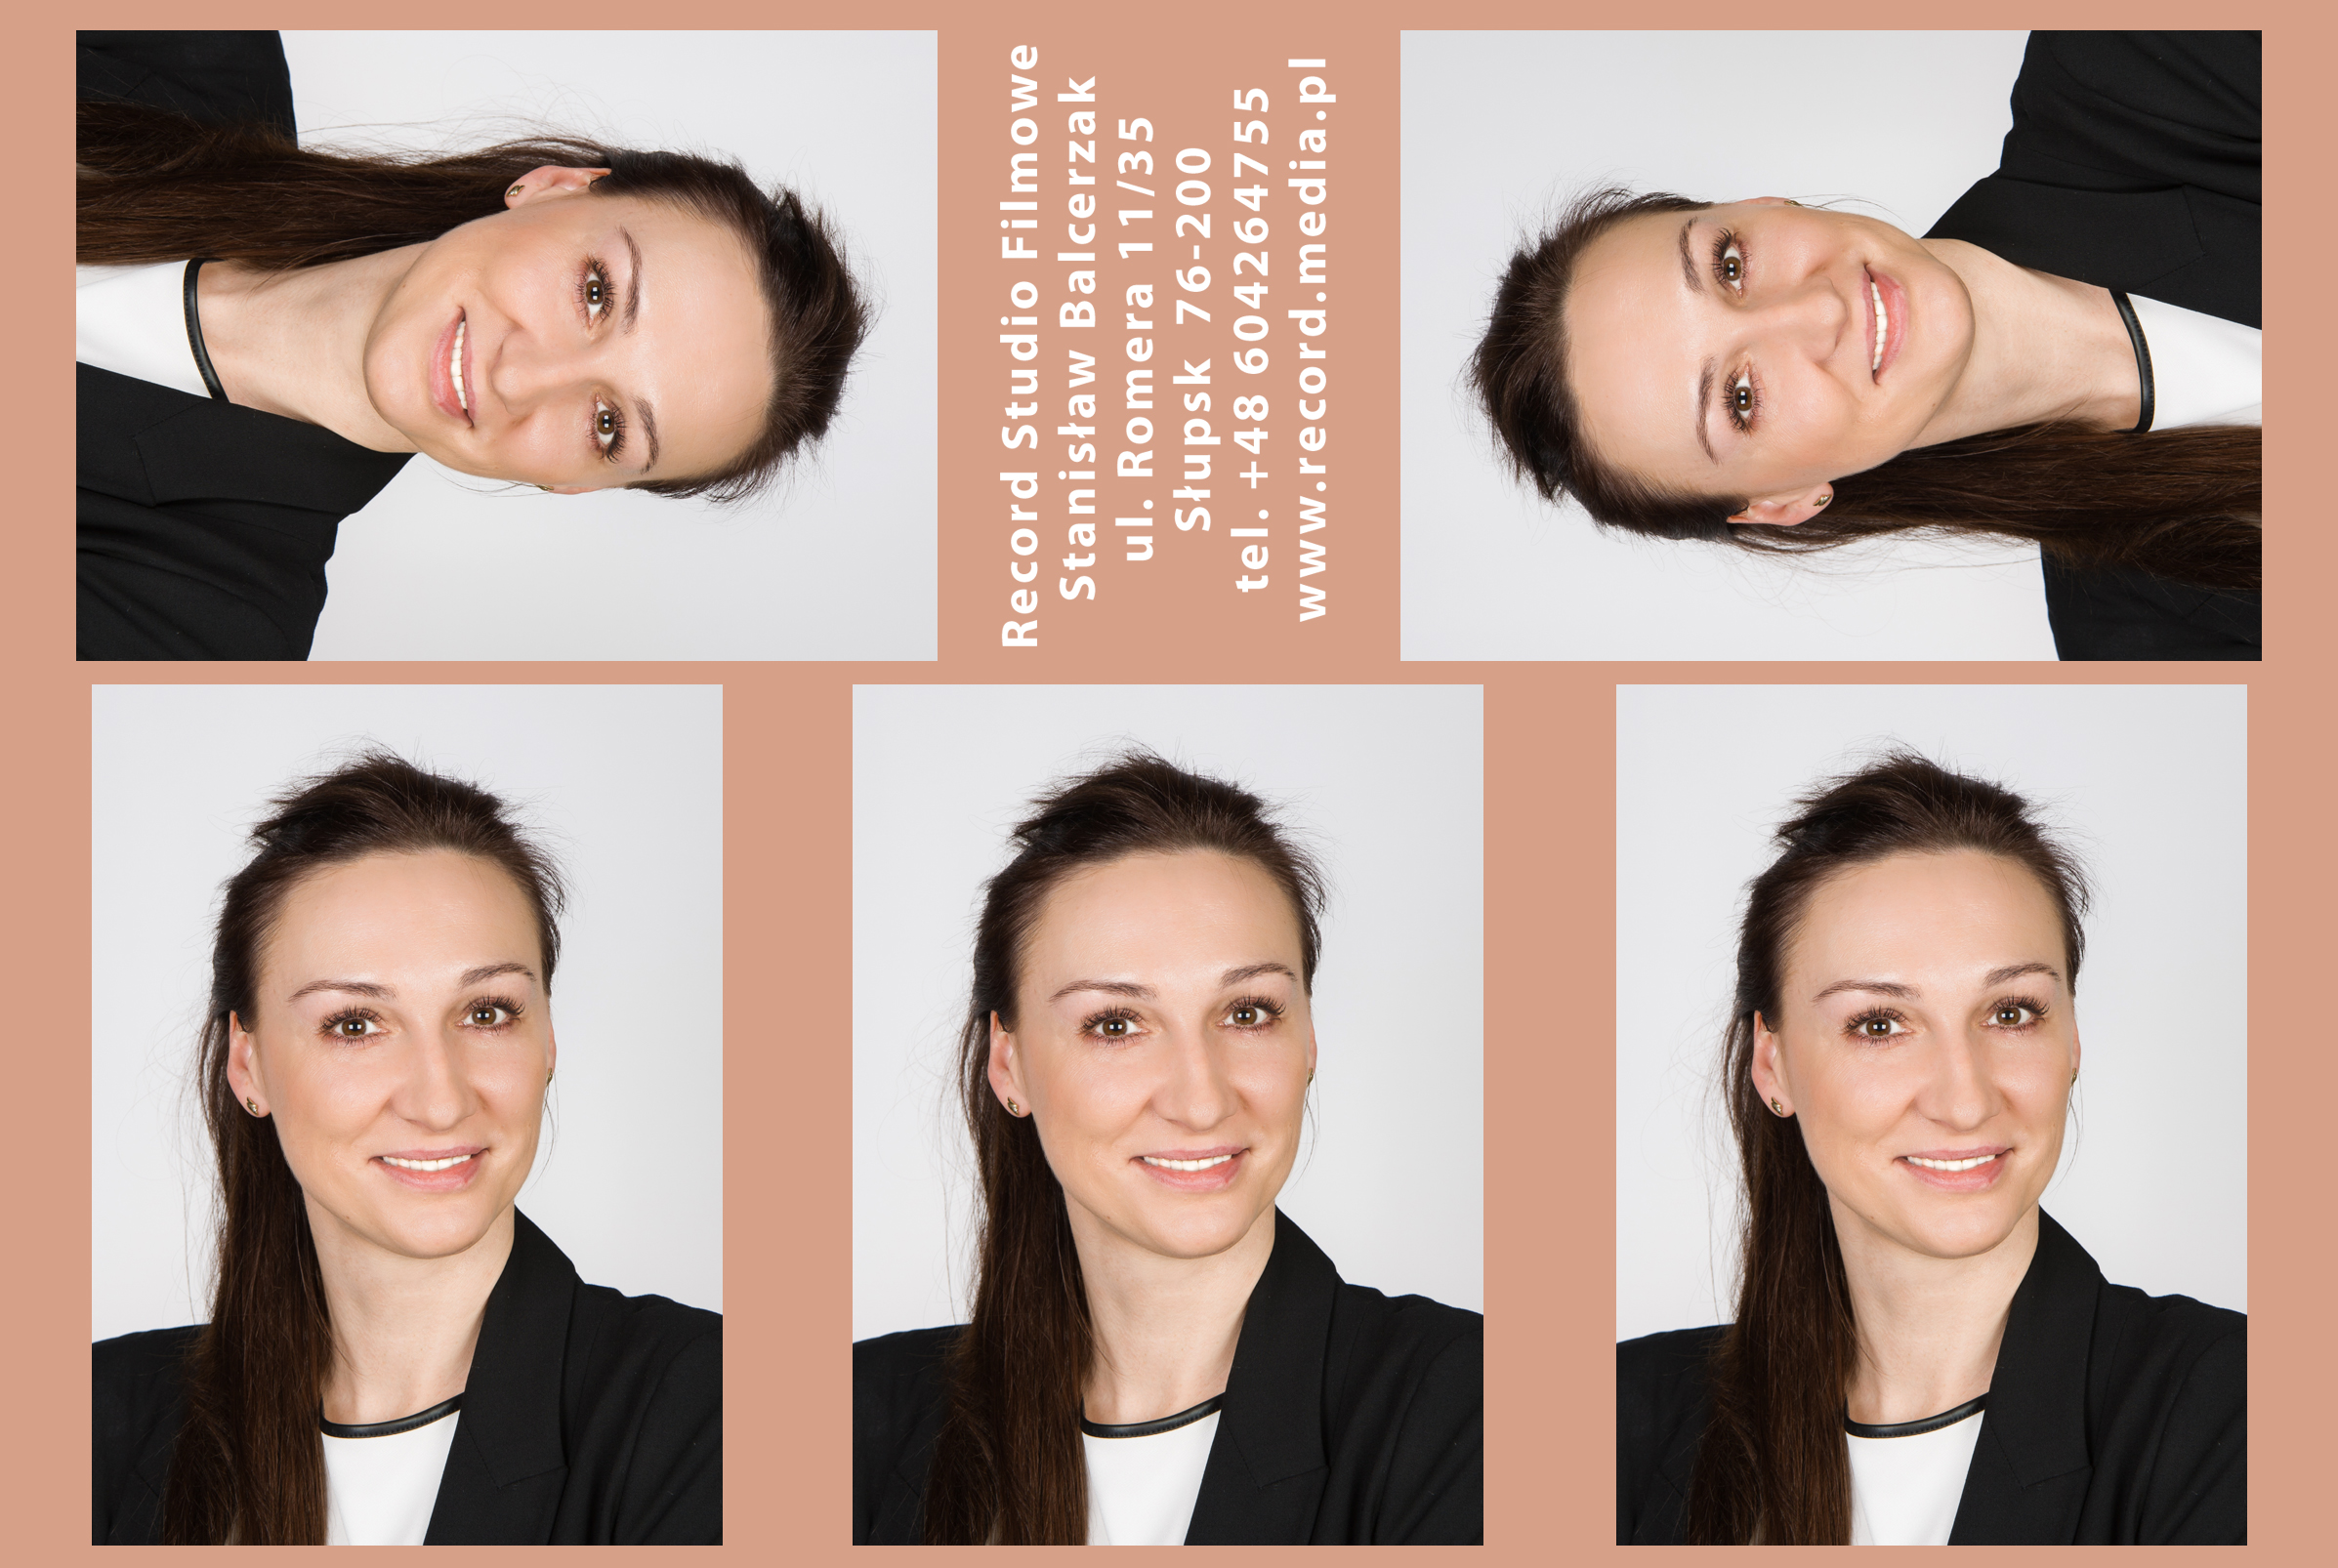 Record Studio Filmowe
Stanisław Balcerzak
ul. Romera 11/35
Słupsk 76-200
tel. +48 604264755
www.record.media.pl